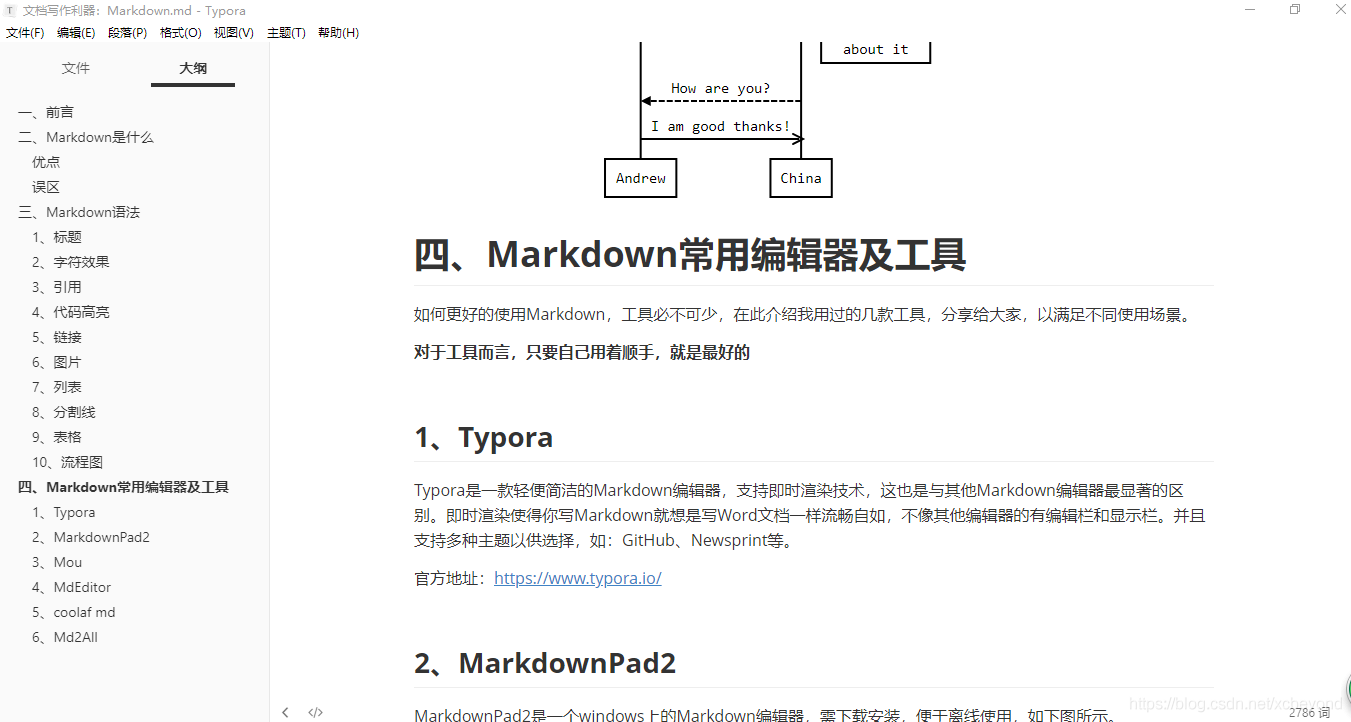 T 文档写作利器：Markdown.md - Typora
文件(F) 编辑(E) 段落(P) 格式(O) 视图(V) 主题(T) 帮助(H)
文件 大纲
一、前言
二、Markdown是什么
优点
误区
三、Markdown语法
1、标题
2、字符效果
3、引用
4、代码高亮
5、链接
6、图片
7、列表
8、分割线
9、表格
10、流程图
四、Markdown常用编辑器及工具
1、Typora
2、MarkdownPad2
3、Mou
4、MdEditor
5、coolaf md
6、Md2All
about it
How are you?
I am good thanks!
Andrew China
四、Markdown常用编辑器及工具
如何更好的使用Markdown，工具必不可少，在此介绍我用过的几款工具，分享给大家，以满足不同使用场景。
对于工具而言，只要自己用着顺手，就是最好的
1、Typora
Typora是一款轻便简洁的Markdown编辑器，支持即时渲染技术，这也是与其他Markdown编辑器最显著的区
别。即时渲染使得你写Markdown就想是写Word文档一样流畅自如，不像其他编辑器的有编辑栏和显示栏。并且
支持多种主题以供选择，如：GitHub、Newsprint等。
官方地址：https://www.typora.io/
2、MarkdownPad2
MarkdownPad2是一个windows上的Markdown编辑器，需下载安装，便于离线使用，如下图所示。
https://blog.csdn.net/xcbeyond
2786 词